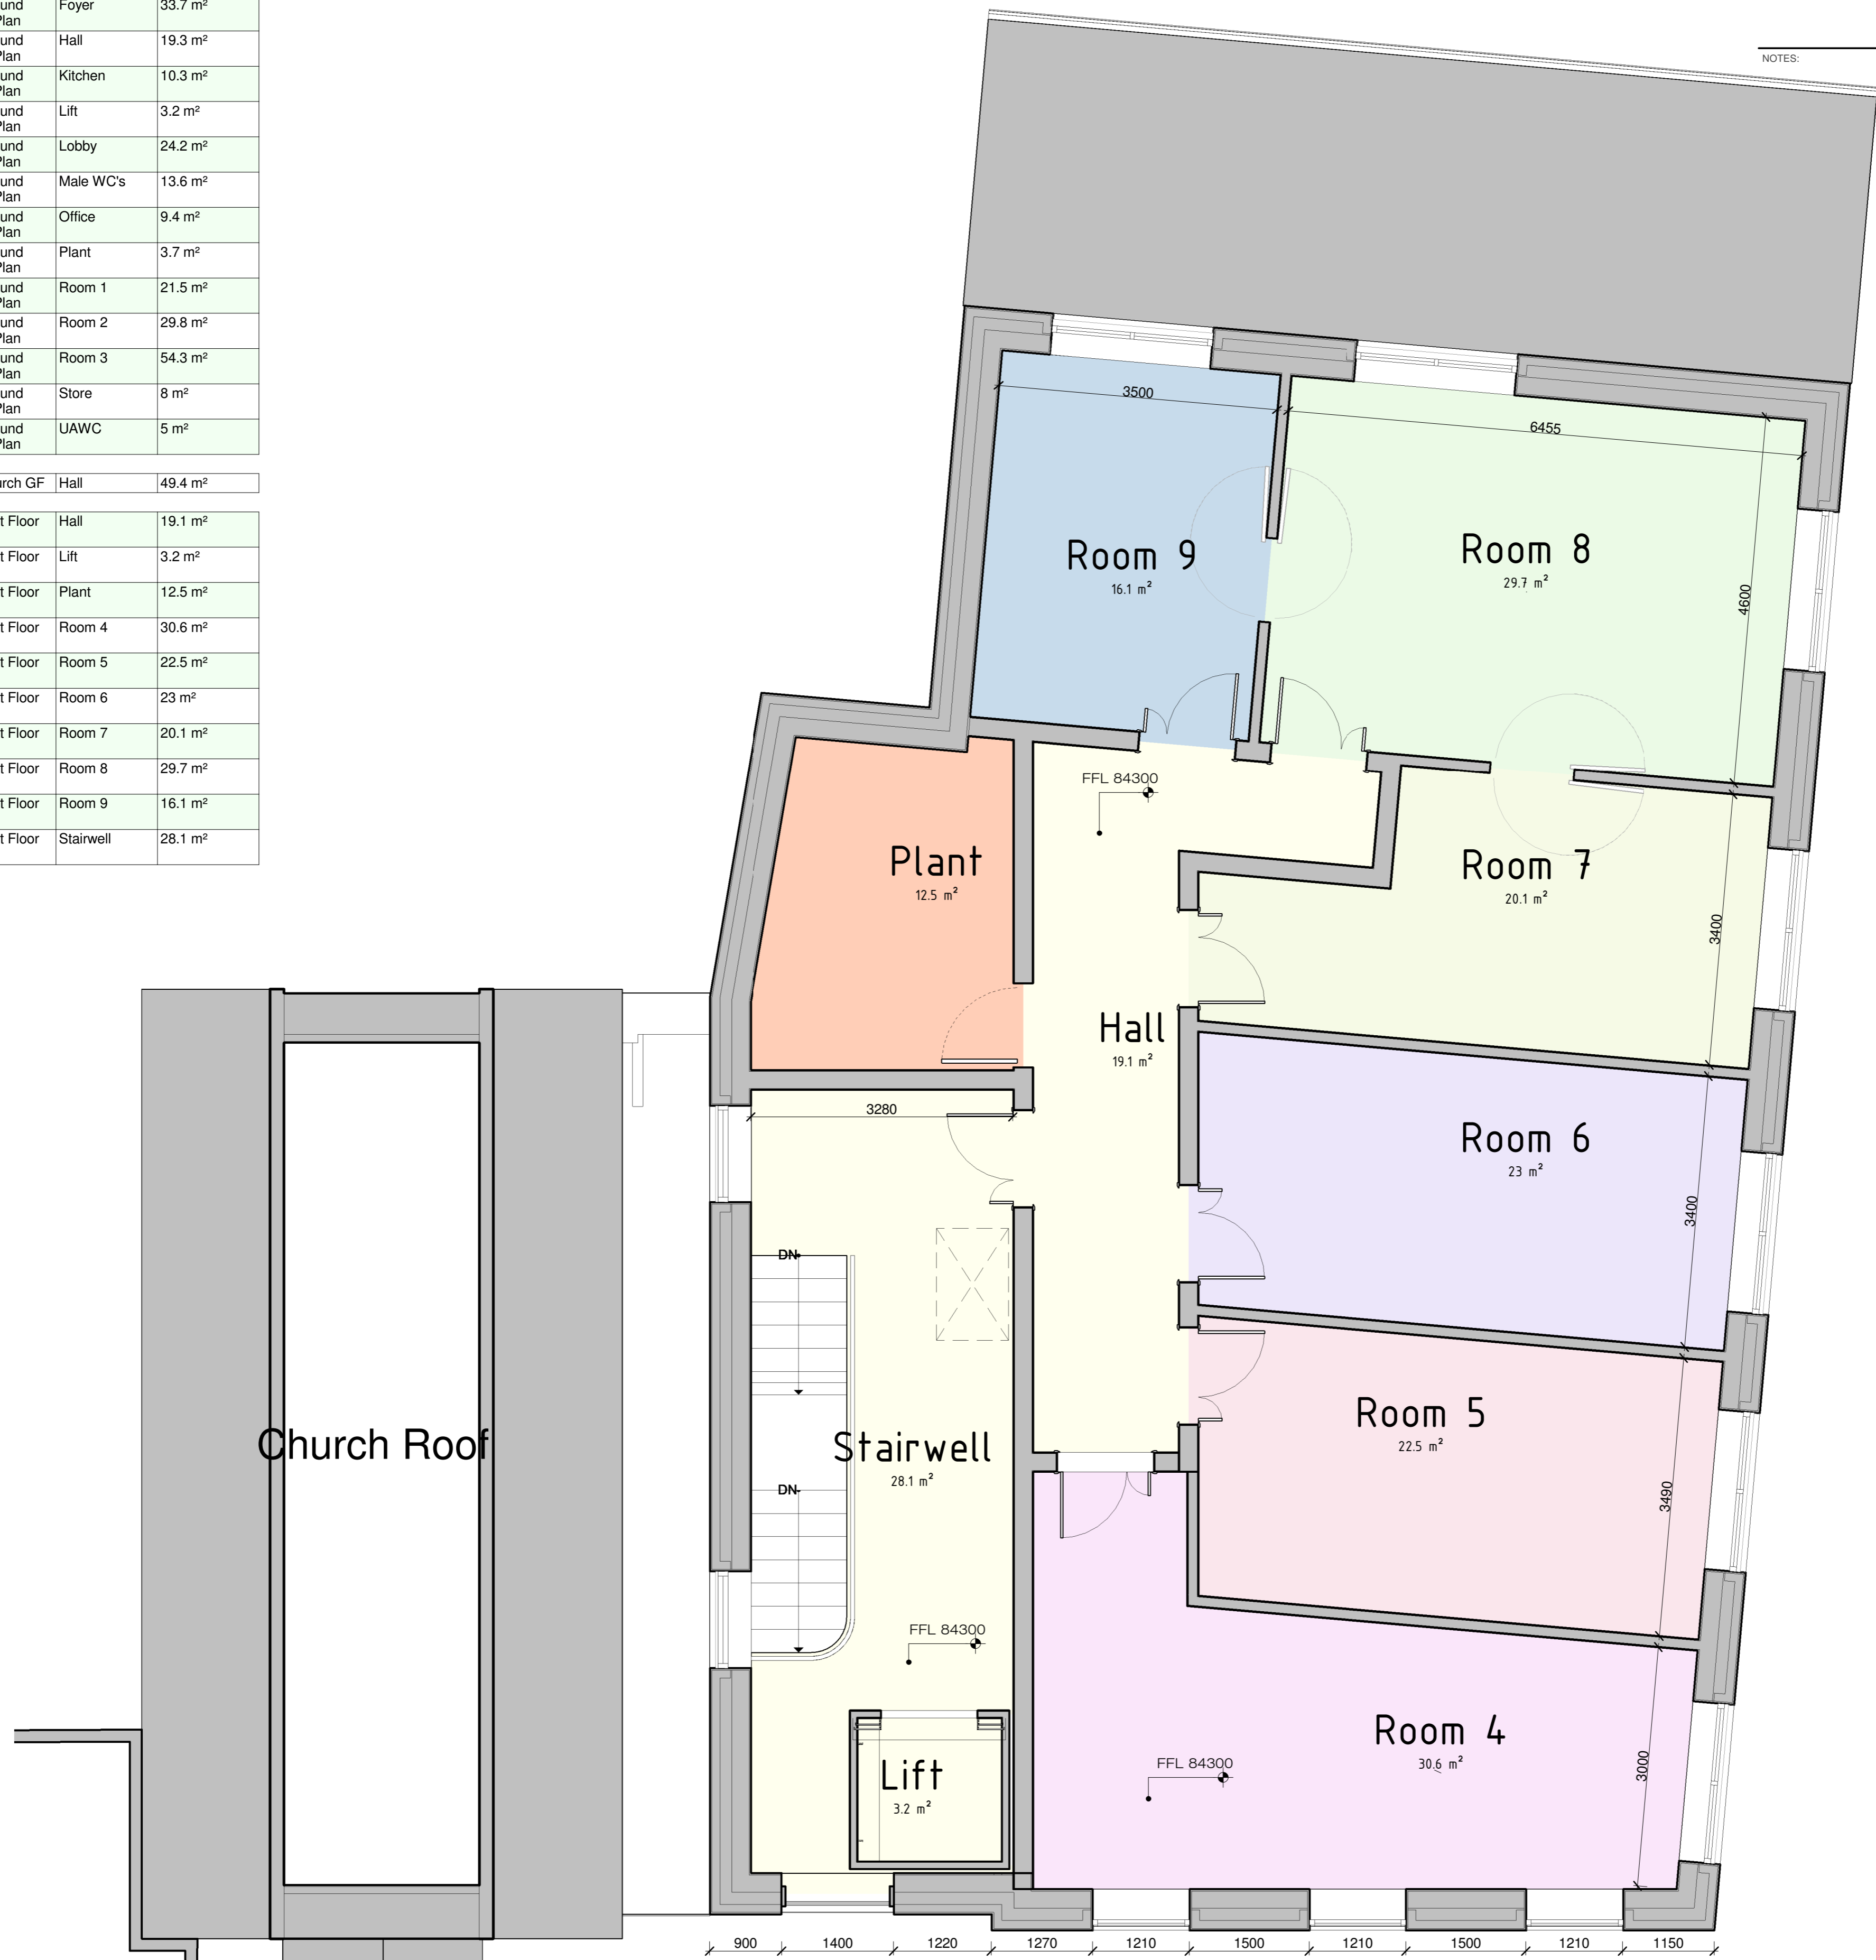 und Foyer 33.7 m²
Plan
und Hall 19.3 m²
Plan
und Kitchen 10.3 m²
Plan
und Lift 3.2 m²
Plan
und Lobby 24.2 m²
Plan
und Male WC's 13.6 m²
Plan
und Office 9.4 m²
Plan
und Plant 3.7 m²
Plan
und Room 1 21.5 m²
Plan
und Room 2 29.8 m²
Plan
und Room 3 54.3 m²
Plan
und Store 8 m²
Plan
und UAWC 5 m²
Plan
urch GF Hall 49.4 m²
t Floor Hall 19.1 m²
t Floor Lift 3.2 m²
t Floor Plant 12.5 m²
t Floor Room 4 30.6 m²
t Floor Room 5 22.5 m²
t Floor Room 6 23 m²
t Floor Room 7 20.1 m²
t Floor Room 8 29.7 m²
t Floor Room 9 16.1 m²
t Floor Stairwell 28.1 m²
NOTES:
3500
6455
Room 9
16.1 m²
Room 8
29.7 m²
4600
FFL 84300
Plant
12.5 m²
Room 7
20.1 m²
3400
Hall
19.1 m²
3280
Room 6
23 m²
3400
DN
Room 5
22.5 m²
Church Roof
Stairwell
28.1 m²
DN
3490
FFL 84300
Room 4
30.6 m²
FFL 84300
3000
Lift
3.2 m²
900 1400 1220 1270 1210 1500 1210 1500 1210 1150